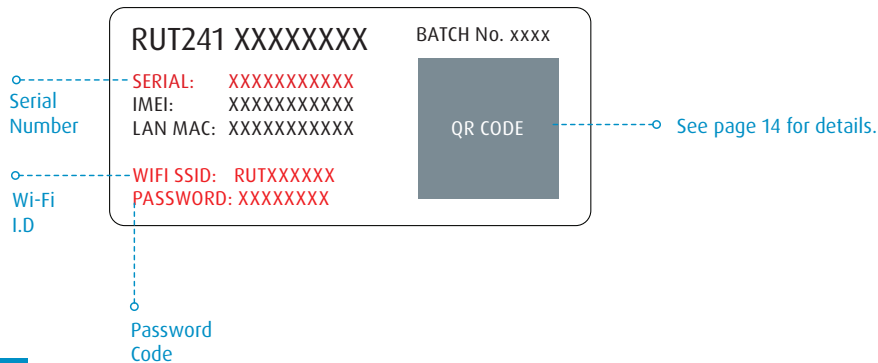 RUT241 XXXXXXXX
BATCH No. xxxx
SERIAL: XXXXXXXXXXX
IMEI: XXXXXXXXXXX
LAN MAC: XXXXXXXXXXX
WIFI SSID: RUTXXXXXX
PASSWORD: XXXXXXXX
QR CODE
Serial
Number
Wi-Fi
I.D
Password
Code
See page 14 for details.